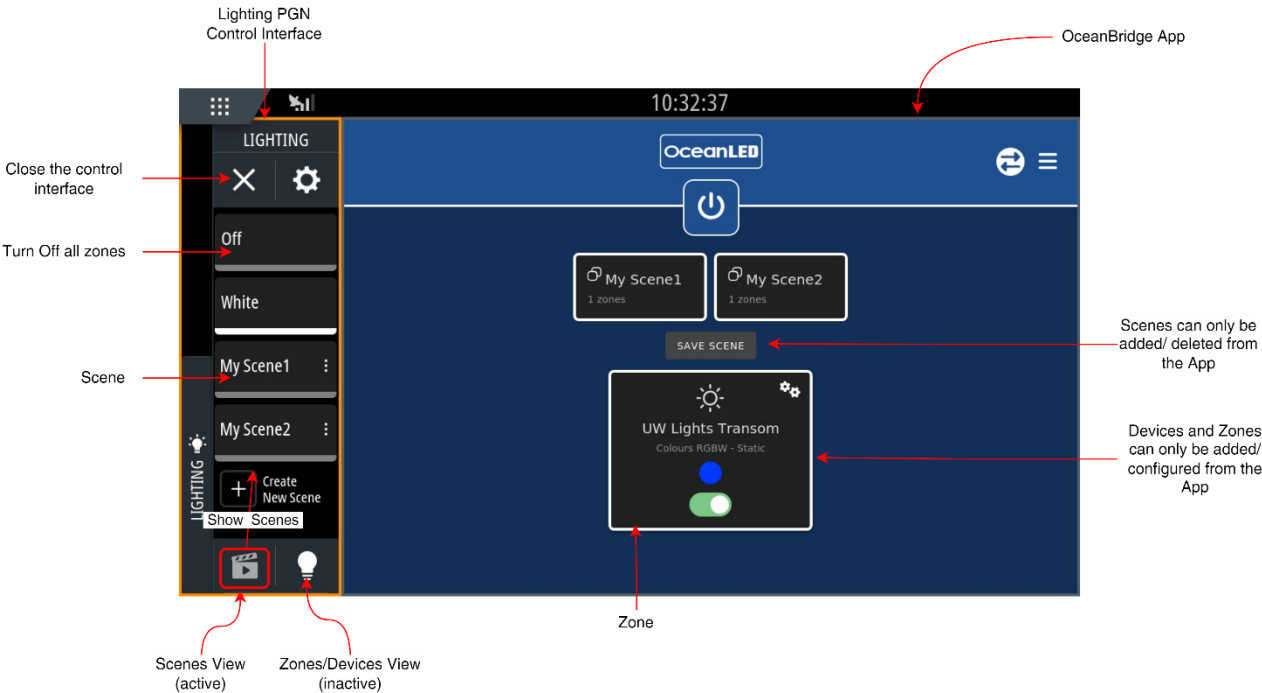 Lighting PGN
Control Interface
OceanBridge App
10:32:37
LIGHTING
OceanLED
Close the control
interface
Off
Turn Off all zones
White
My Scene1
1 zones
My Scene2
1 zones
SAVE SCENE
Scenes can only be
added/ deleted from
the App
Scene
My Scene1
My Scene2
UW Lights Transom
Colours RGBW - Static
Devices and Zones
can only be added/
configured from the
App
LIGHTING
Create
New Scene
Show Scenes
Zone
Scenes View
(active)
Zones/Devices View
(inactive)